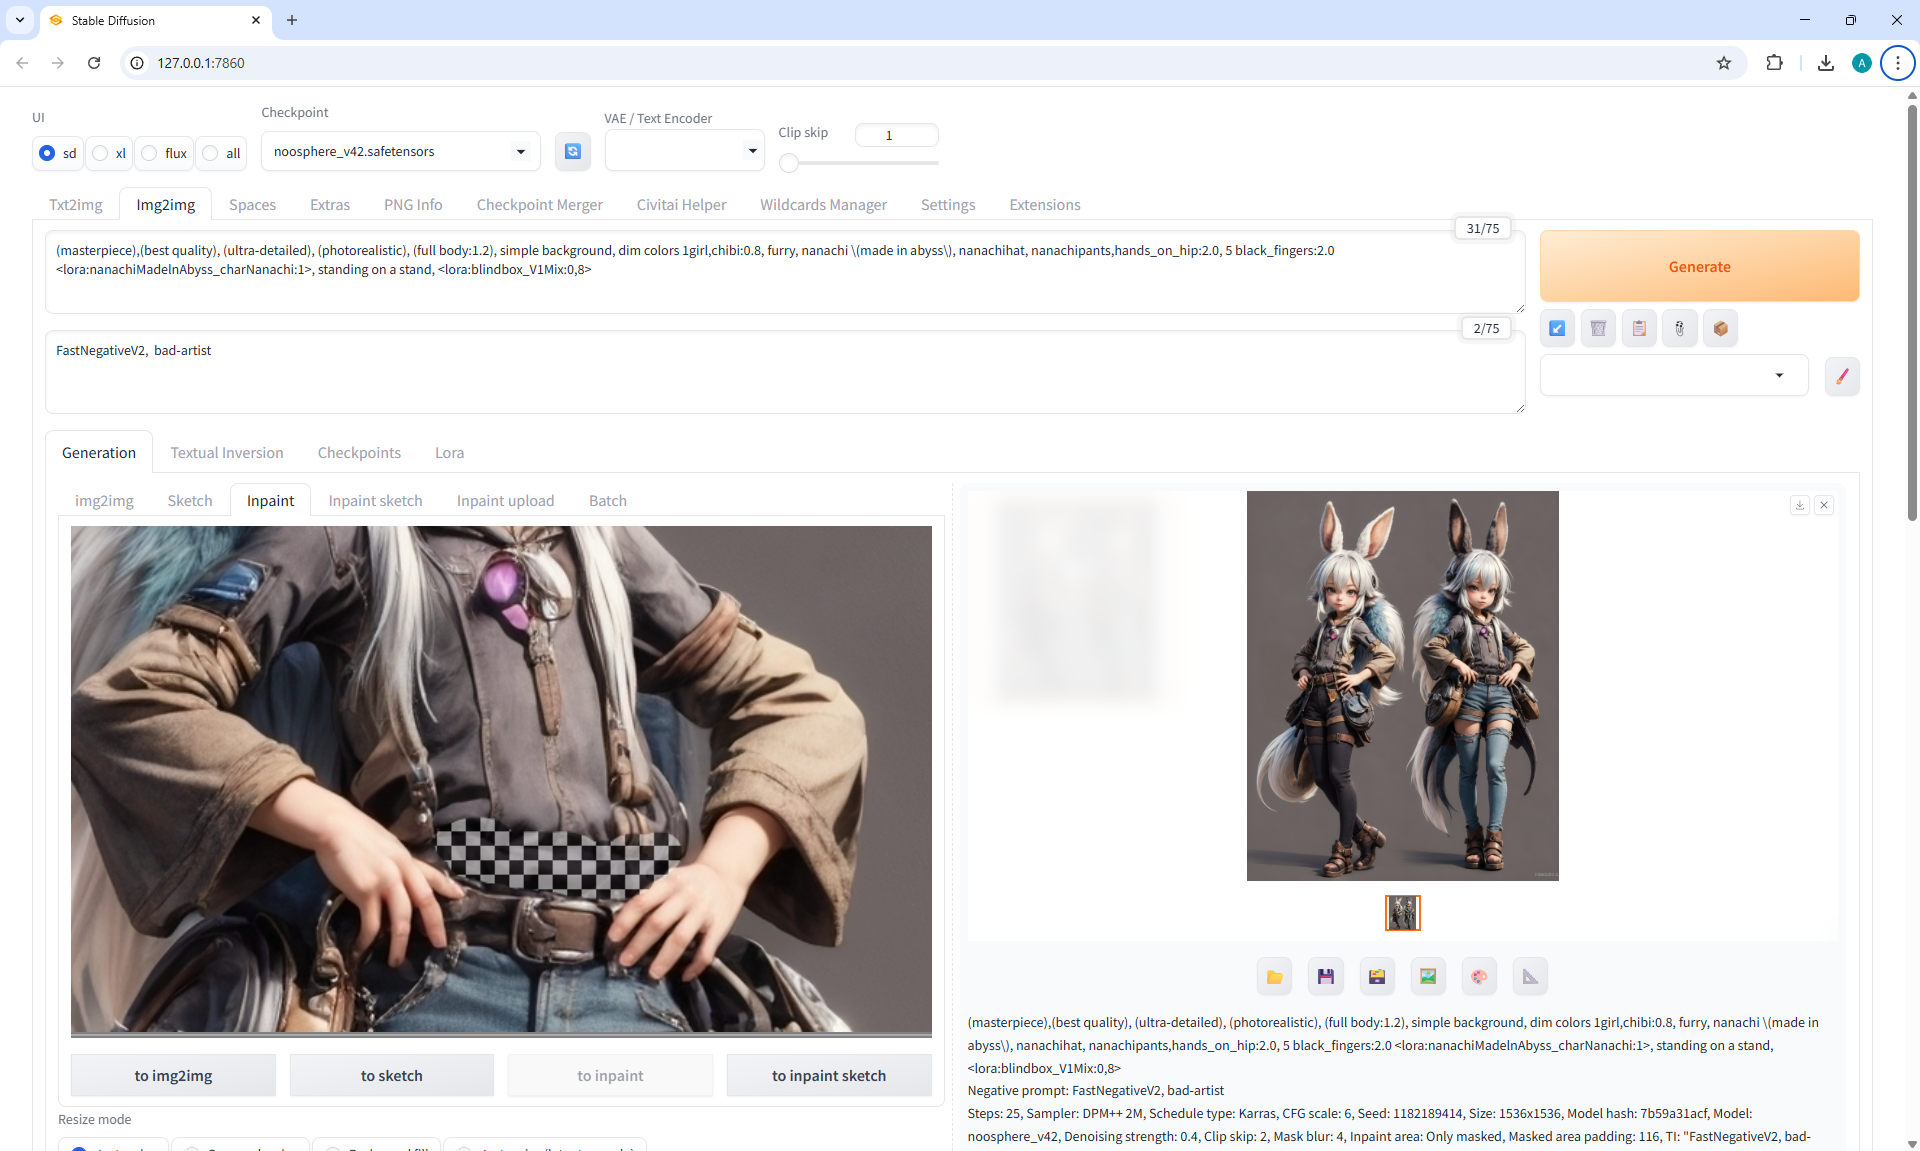 Stable Diffusion
127.0.0.1:7860
A
UI
sd
xl
flux
all
Checkpoint
noosphere_v42.safetensors
VAE / Text Encoder
Clip skip
1
Txt2img
Img2img
Spaces
Extras
PNG Info
Checkpoint Merger
Civitai Helper
Wildcards Manager
Settings
Extensions
31/75
(masterpiece),(best quality), (ultra-detailed), (photorealistic), (full body:1.2), simple background, dim colors 1girl,chibi:0.8, furry, nanachi \(made in abyss\), nanachihat, nanachipants,hands_on_hip:2.0, 5 black_fingers:2.0
<lora:nanachiMadeInAbyss_charNanachi:1>, standing on a stand, <lora:blindbox_V1Mix:0,8>
Generate
2/75
FastNegativeV2, bad-artist
Generation
Textual Inversion
Checkpoints
Lora
img2img
Sketch
Inpaint
Inpaint sketch
Inpaint upload
Batch
to img2img
to sketch
to inpaint
to inpaint sketch
Resize mode
(masterpiece),(best quality), (ultra-detailed), (photorealistic), (full body:1.2), simple background, dim colors 1girl,chibi:0.8, furry, nanachi \(made in
abyss\), nanachihat, nanachipants,hands_on_hip:2.0, 5 black_fingers:2.0 <lora:nanachiMadeInAbyss_charNanachi:1>, standing on a stand,
<lora:blindbox_V1Mix:0,8>
Negative prompt: FastNegativeV2, bad-artist
Steps: 25, Sampler: DPM++ 2M, Schedule type: Karras, CFG scale: 6, Seed: 1182189414, Size: 1536x1536, Model hash: 7b59a31acf, Model:
noosphere_v42, Denoising strength: 0.4, Clip skip: 2, Mask blur: 4, Inpaint area: Only masked, Masked area padding: 116, TI: "FastNegativeV2, bad-